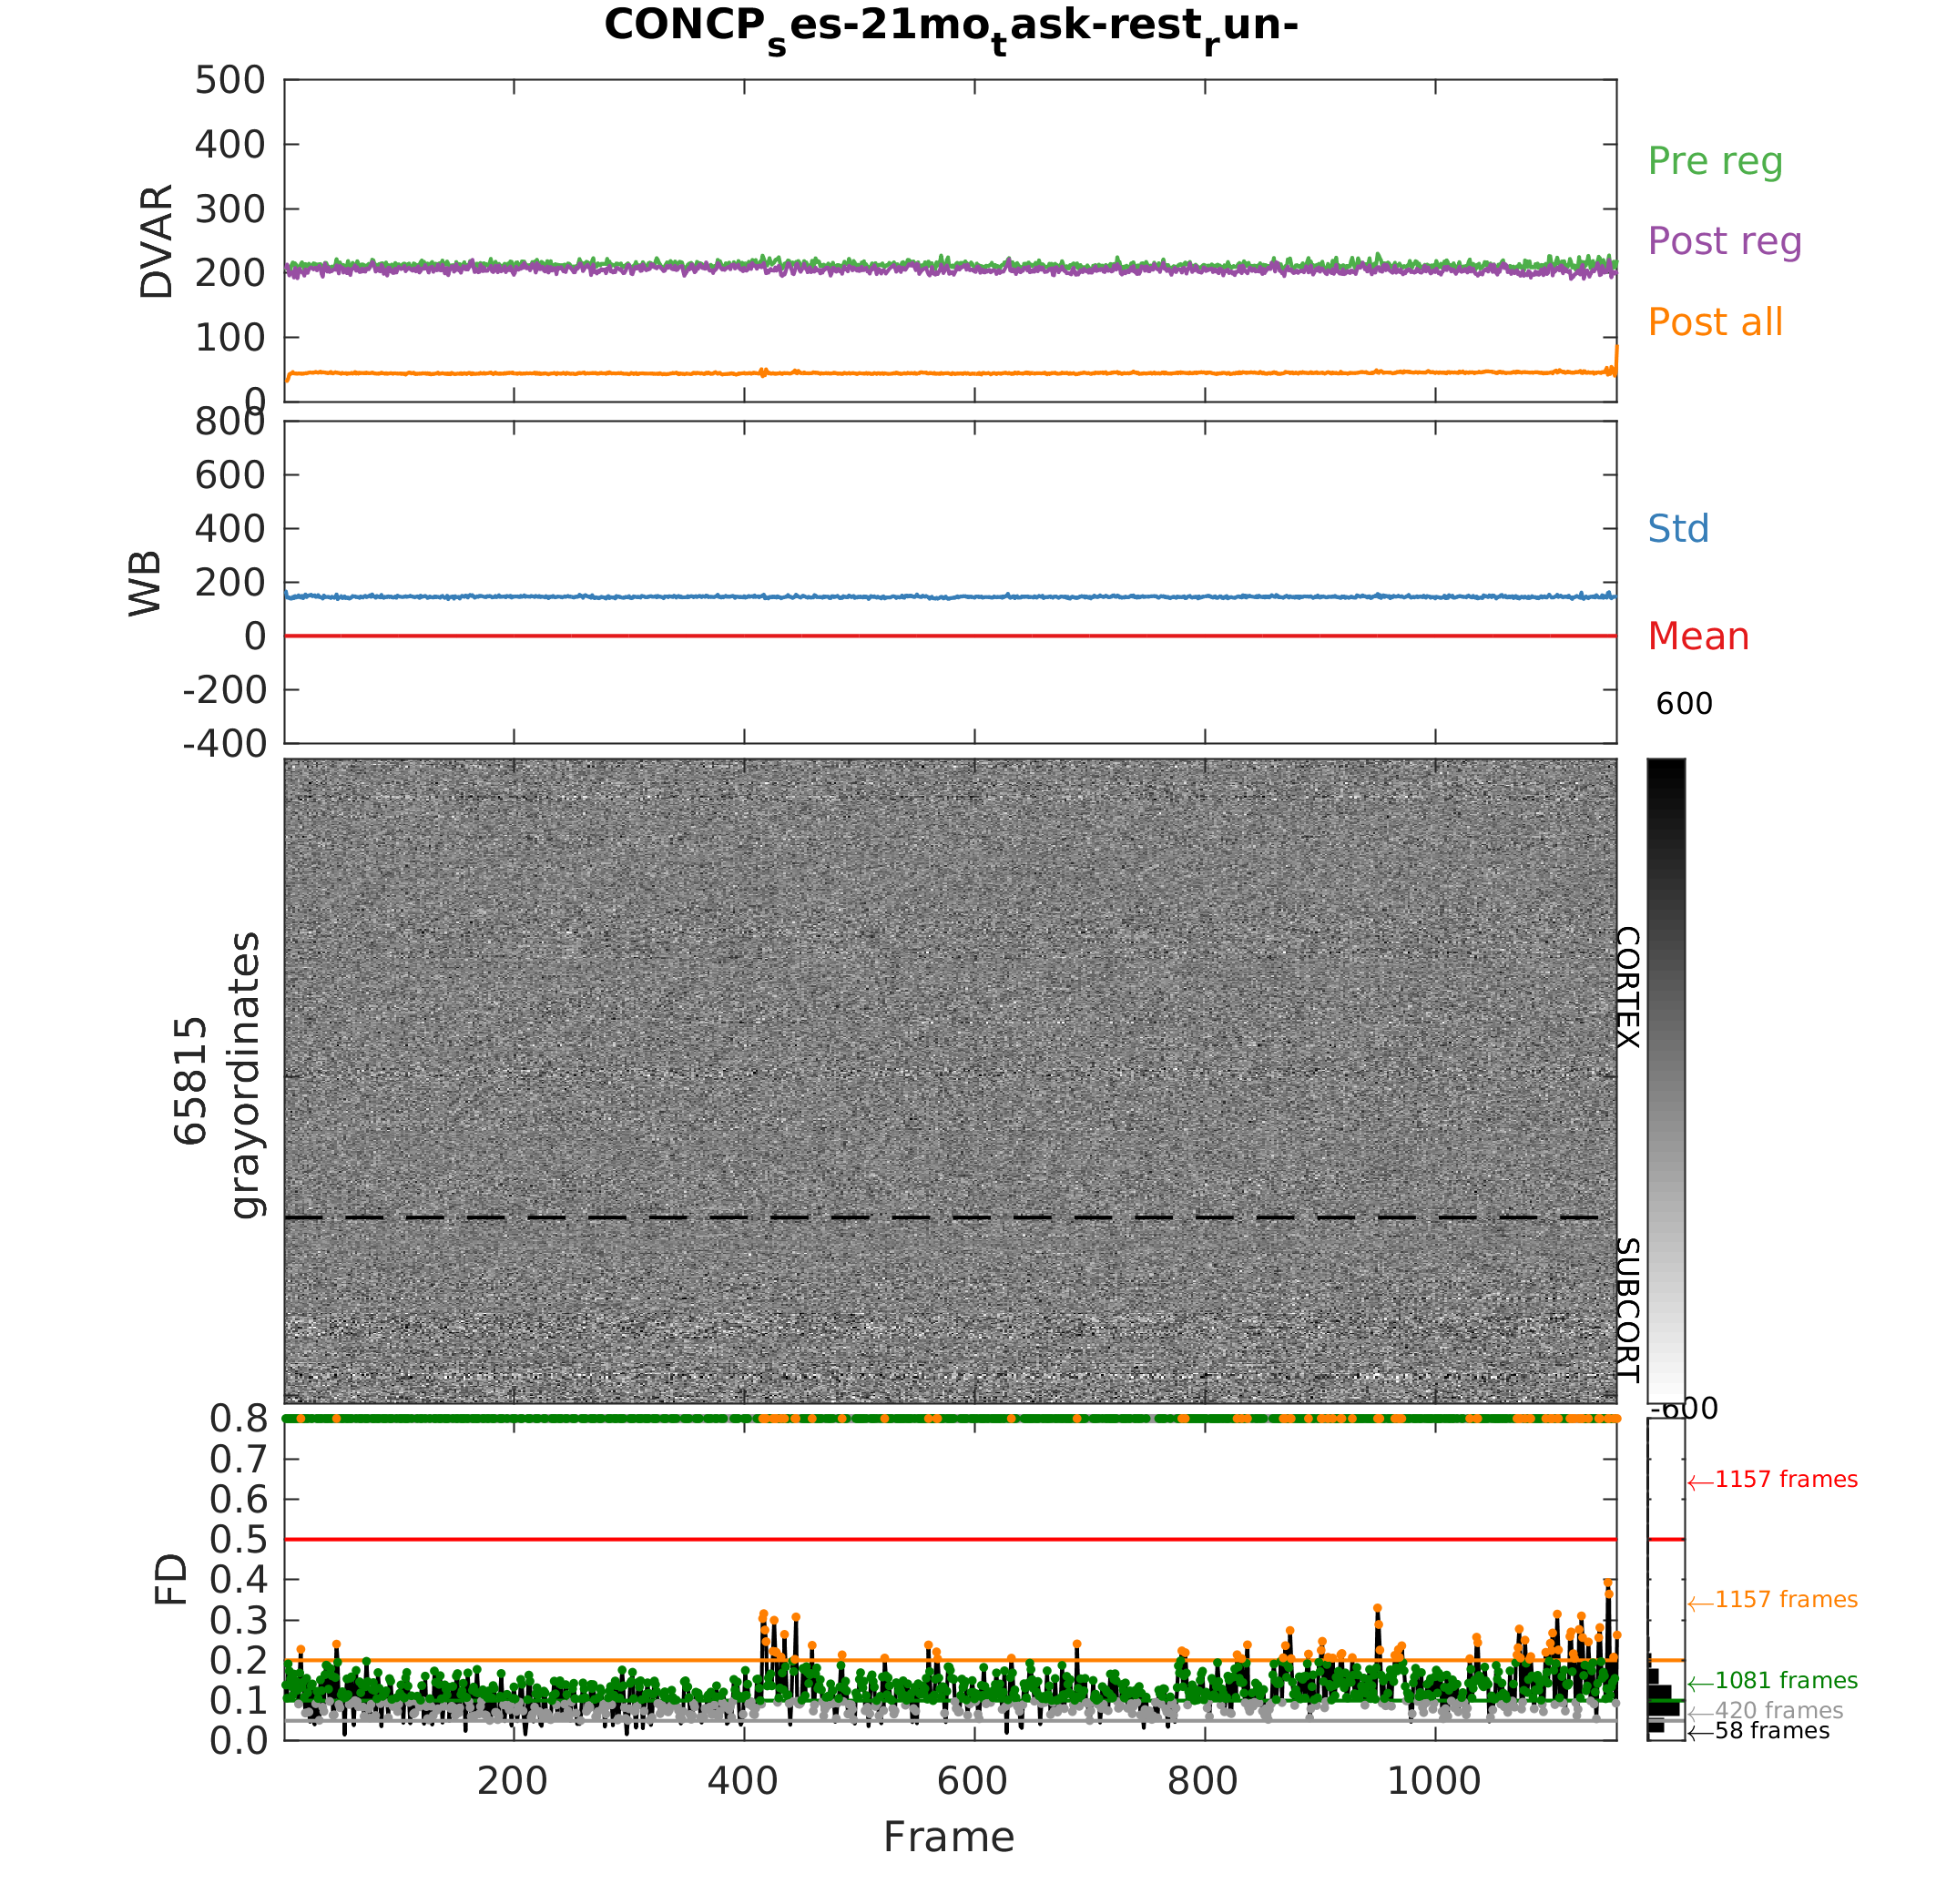 CONCPses-21motask-restrun-
500
400
300
200
100
0
DVAR
Pre reg
Post reg
Post all
800
600
400
200
0
-200
-400
WB
Std
Mean
600
65815
grayordinates
CORTEX
SUBCORT
-600
0.8
0.7
0.6
0.5
0.4
0.3
0.2
0.1
0.0
FD
←1157 frames
←1157 frames
←1081 frames
←420 frames
←58 frames
200 400 600 800 1000
Frame